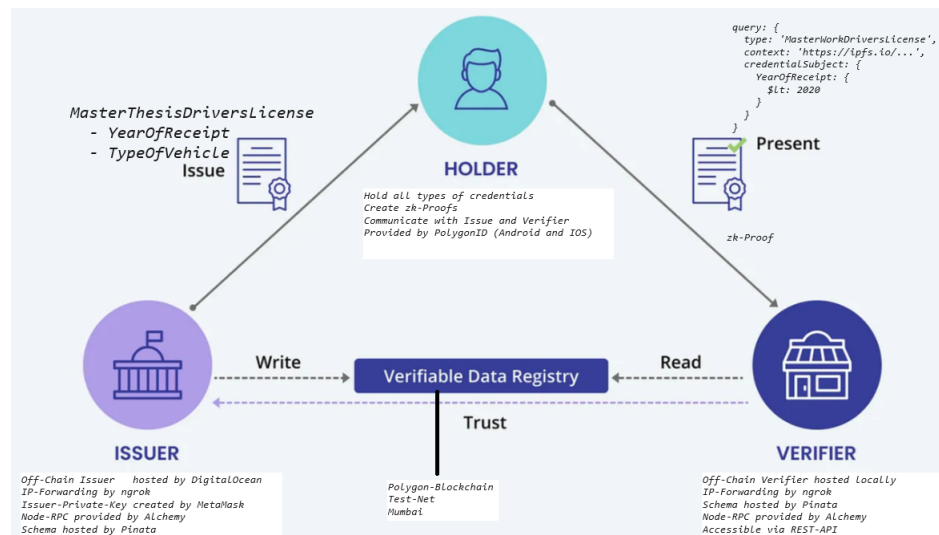 query: {
type: 'MasterWorkDriversLicense',
context: 'https://ipfs.io/...',
credentialSubject: {
YearOfReceipt: {
$lt: 2020
}
}
}
MasterThesisDriversLicense
- YearOfReceipt
- TypeOfVehicle
Issue
Present
HOLDER
Hold all types of credentials
Create zk-Proofs
Communicate with Issue and Verifier
Provided by PolygonID (Android and IOS)
zk-Proof
Write
Verifiable Data Registry
Read
Trust
ISSUER
Off-Chain Issuer hosted by DigitalOcean
IP-Forwarding by ngrok
Issuer-Private-Key created by MetaMask
Node-RPC provided by Alchemy
Schema hosted by Pinata
Polygon-Blockchain
Test-Net
Mumbai
VERIFIER
Off-Chain Verifier hosted locally
IP-Forwarding by ngrok
Schema hosted by Pinata
Node-RPC provided by Alchemy
Accessible via REST-API